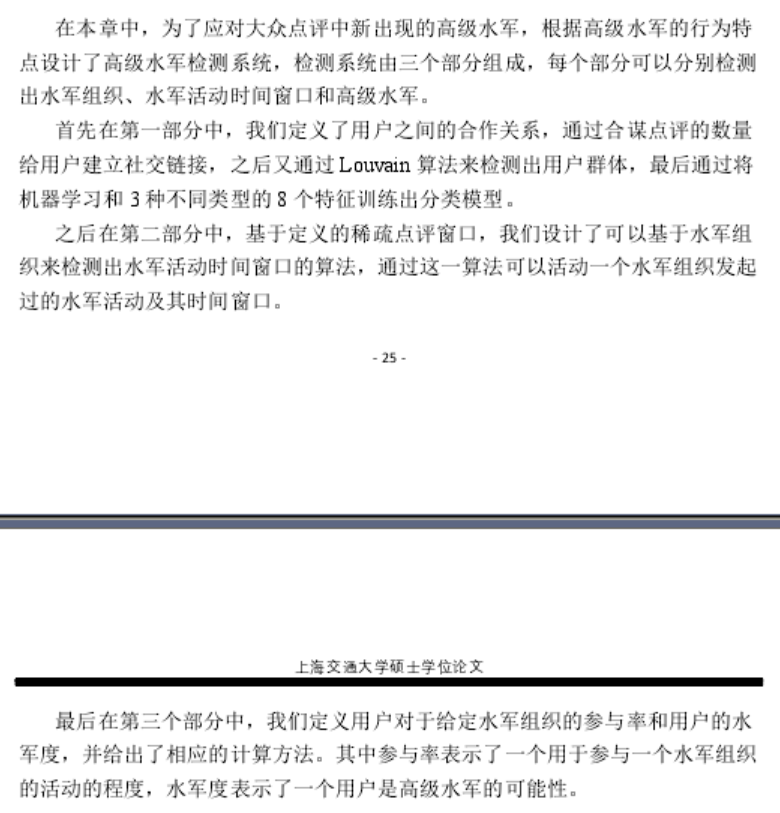 在本章中，为了应对大众点评中新出现的高级水军，根据高级水军的行为特
点设计了高级水军检测系统，检测系统由三个部分组成，每个部分可以分别检测
出水军组织、水军活动时间窗口和高级水军。
首先在第一部分中，我们定义了用户之间的合作关系，通过合谋点评的数量
给用户建立社交链接，之后又通过 Louvain 算法来检测出用户群体，最后通过将
机器学习和 3 种不同类型的 8 个特征训练出分类模型。
之后在第二部分中，基于定义的稀疏点评窗口，我们设计了可以基于水军组
织来检测出水军活动时间窗口的算法，通过这一算法可以活动一个水军组织发起
过的水军活动及其时间窗口。
- 25 -
上海交通大学硕士学位论文
最后在第三个部分中，我们定义用户对于给定水军组织的参与率和用户的水
军度，并给出了相应的计算方法。其中参与率表示了一个用于参与一个水军组织
的活动的程度，水军度表示了一个用户是高级水军的可能性。